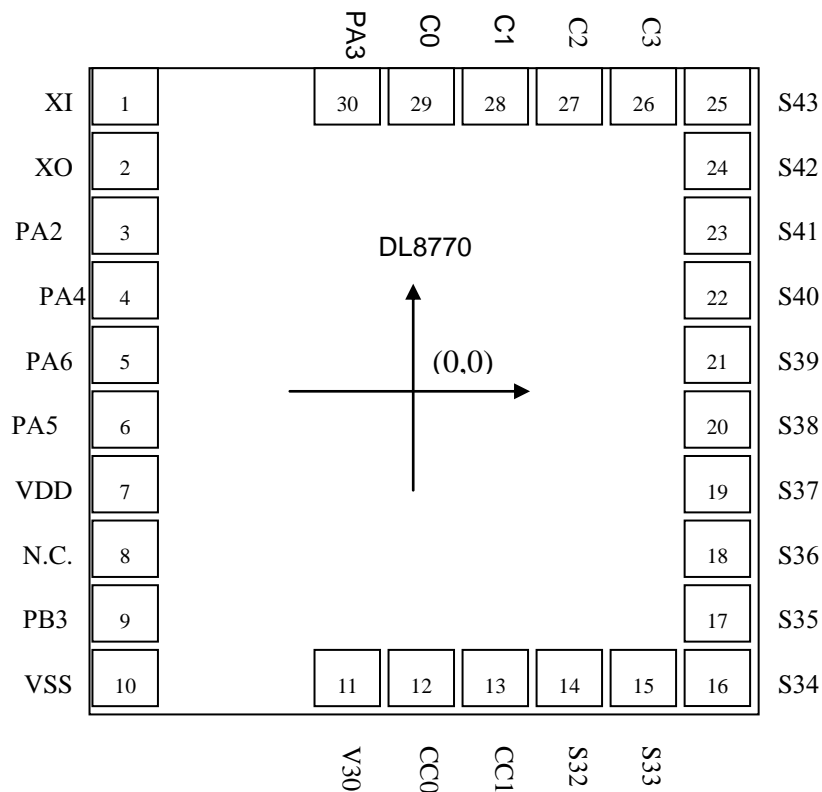 PA3 C0 C1 C2 C3
XI 1 30 29 28 27 26 25 S43
XO 2 24 S42
PA2 3 23 S41
DL8770
PA4 4 22 S40
PA6 5 (0,0) 21 S39
PA5 6 20 S38
VDD 7 19 S37
N.C. 8 18 S36
PB3 9 17 S35
VSS 10 11 12 13 14 15 16 S34
V30 CC0 CC1 S32 S33